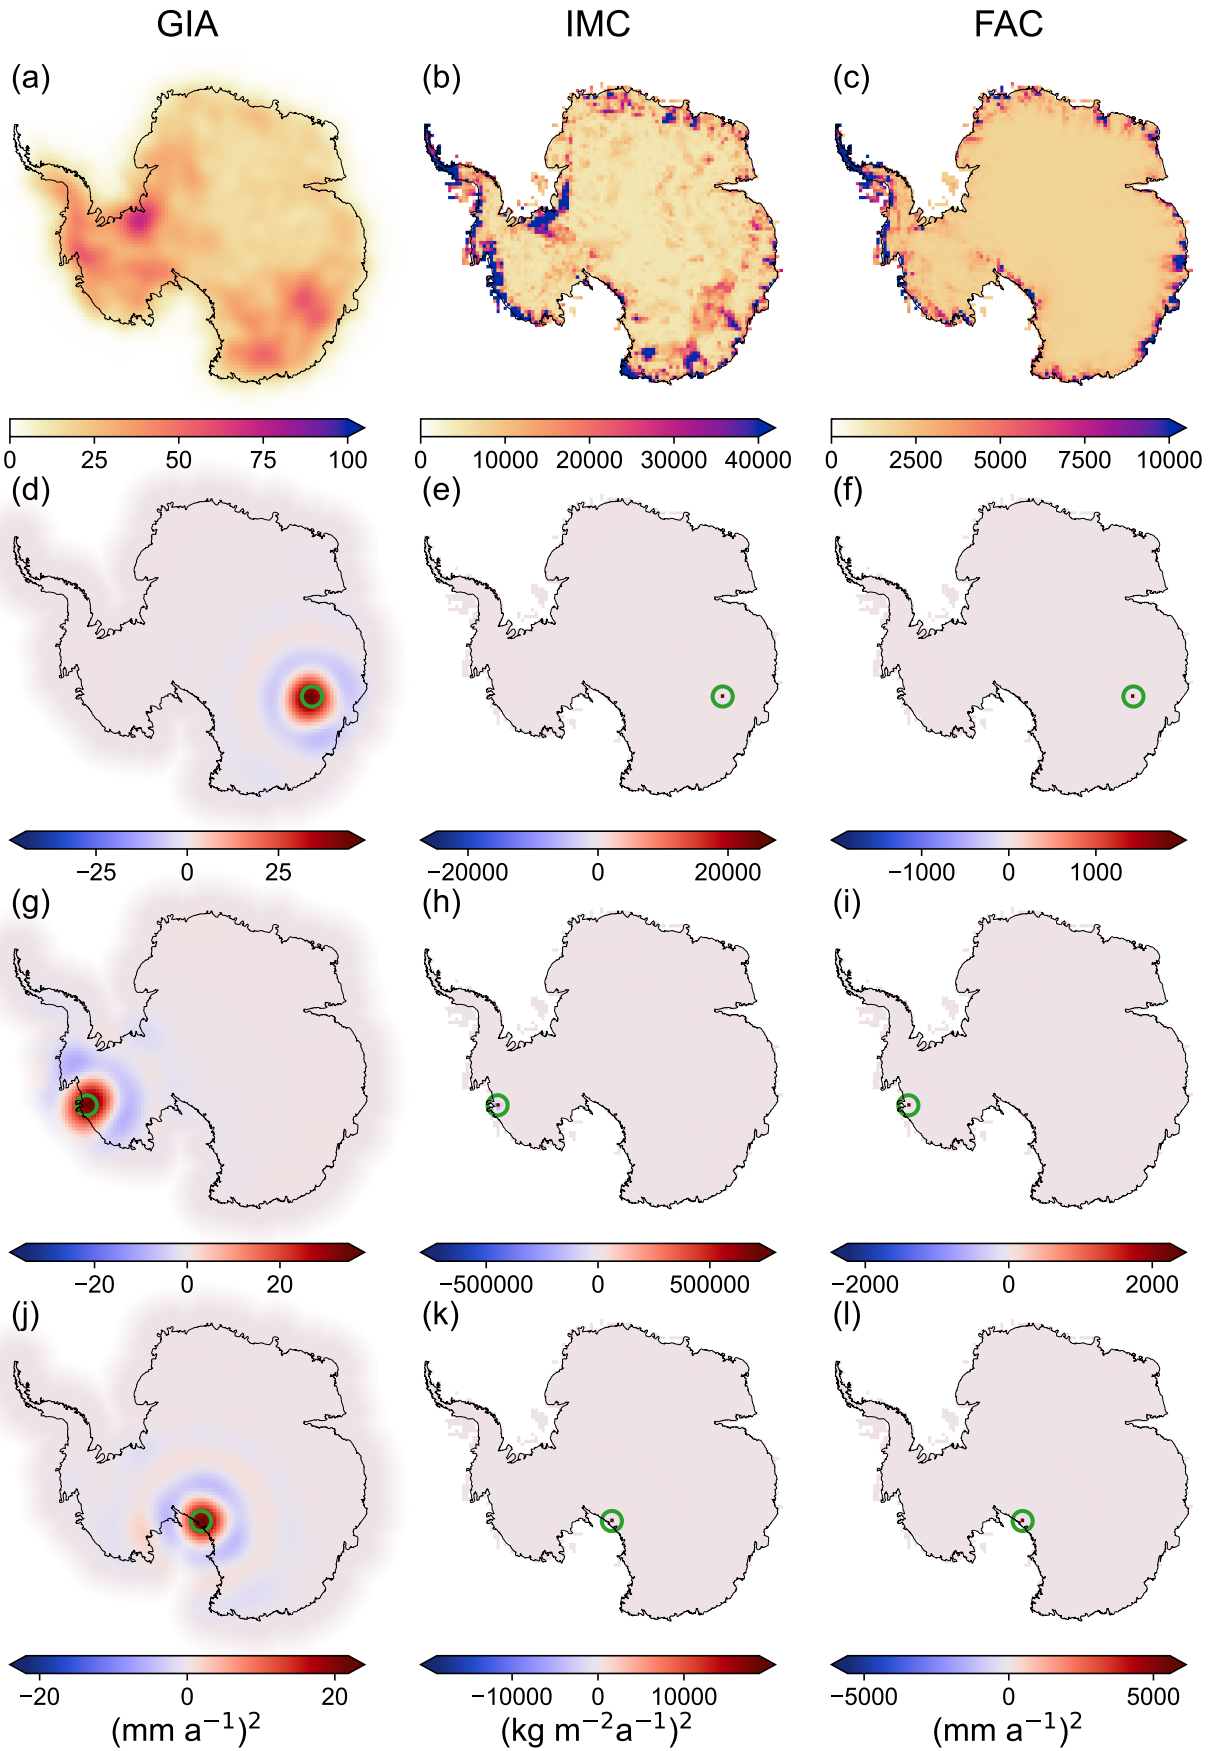 GIA IMC FAC
(a) (b) (c)
0 25 50 75 100 0 10000 20000 30000 40000 0 2500 5000 7500 10000
(d) (e) (f)
−25 0 25 −20000 0 20000 −1000 0 1000
(g) (h) (i)
−20 0 20 −500000 0 500000 −2000 0 2000
(j) (k) (l)
−20 0 20 −10000 0 10000 −5000 0 5000
(mm a⁻¹)² (kg m⁻²a⁻¹)² (mm a⁻¹)²